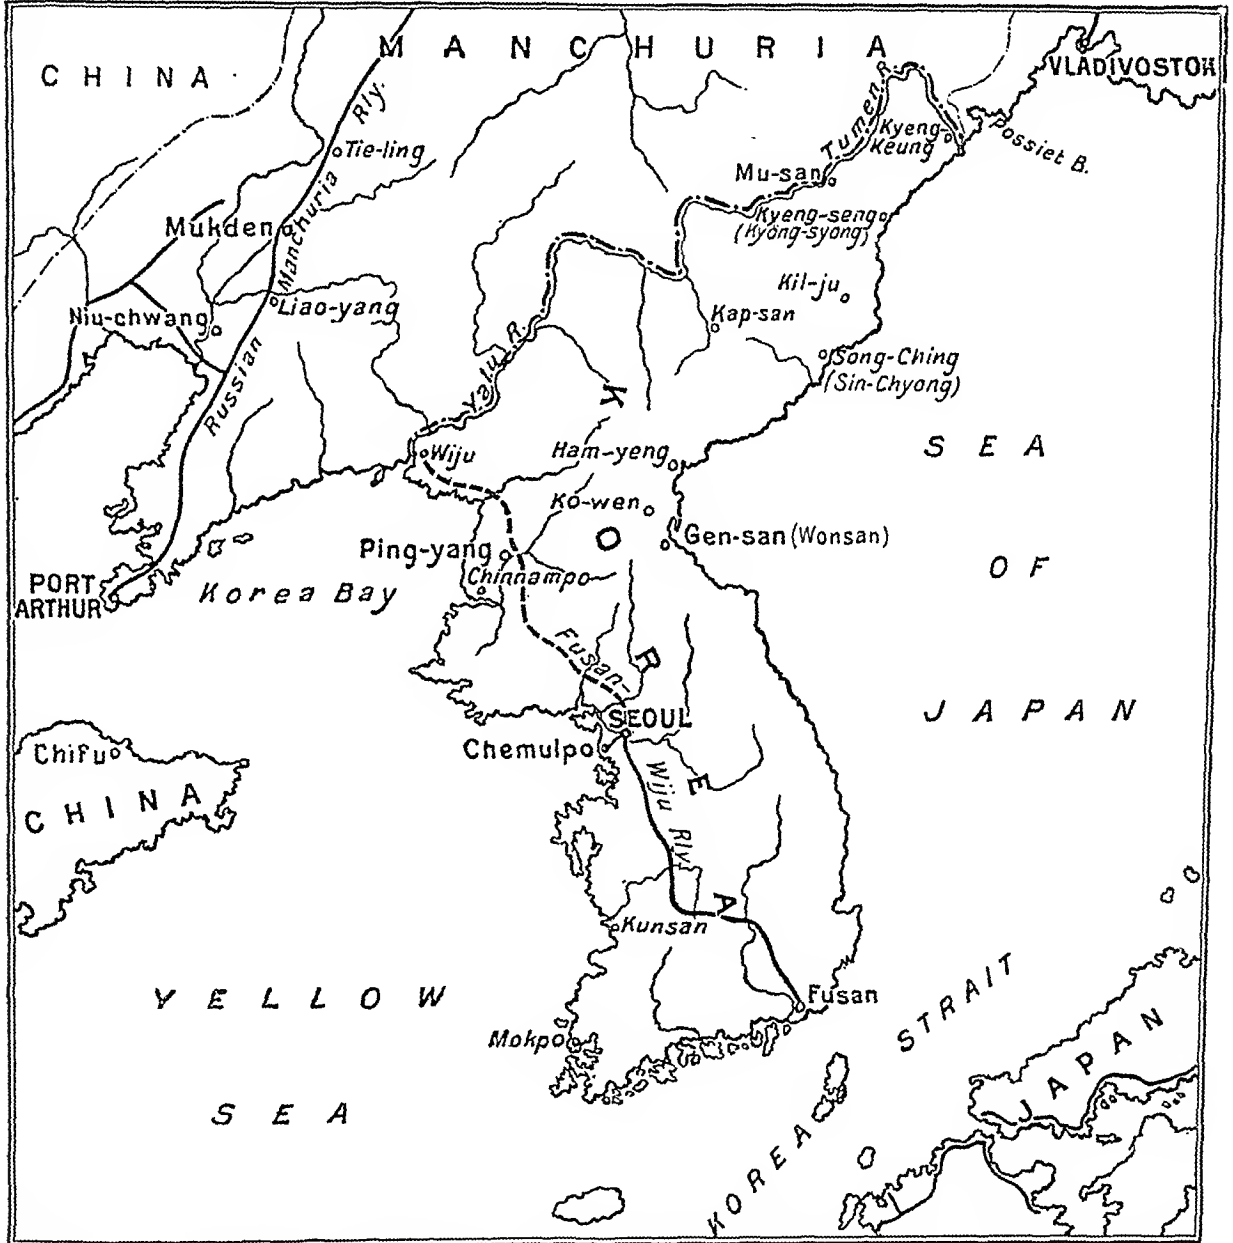 MANCHURIA
CHINA
VLADIVOSTOK
Rly.
Tie-ling
Tumen R.
Kyeng-
Keung
Possiet B.
Mu-san
Manchuria
Mukden
Kyeng-seng
(Kyöng-syong)
Kil-ju
Liao-yang
Niu-chwang
Kap-san
Yalu R.
Russian
Song-Ching
(Sin-Chyong)
KOREA
SEA
OF
JAPAN
Wiju
Ham-yeng
Ko-wen
Gen-san (Wonsan)
Ping-yang
Chinnampo
PORT
ARTHUR
Korea Bay
Fusan-
SEOUL
Chemulpo
Wiju Rly.
Chifu
CHINA
Kunsan
YELLOW
SEA
Fusan
Mokpo
KOREA STRAIT
JAPAN